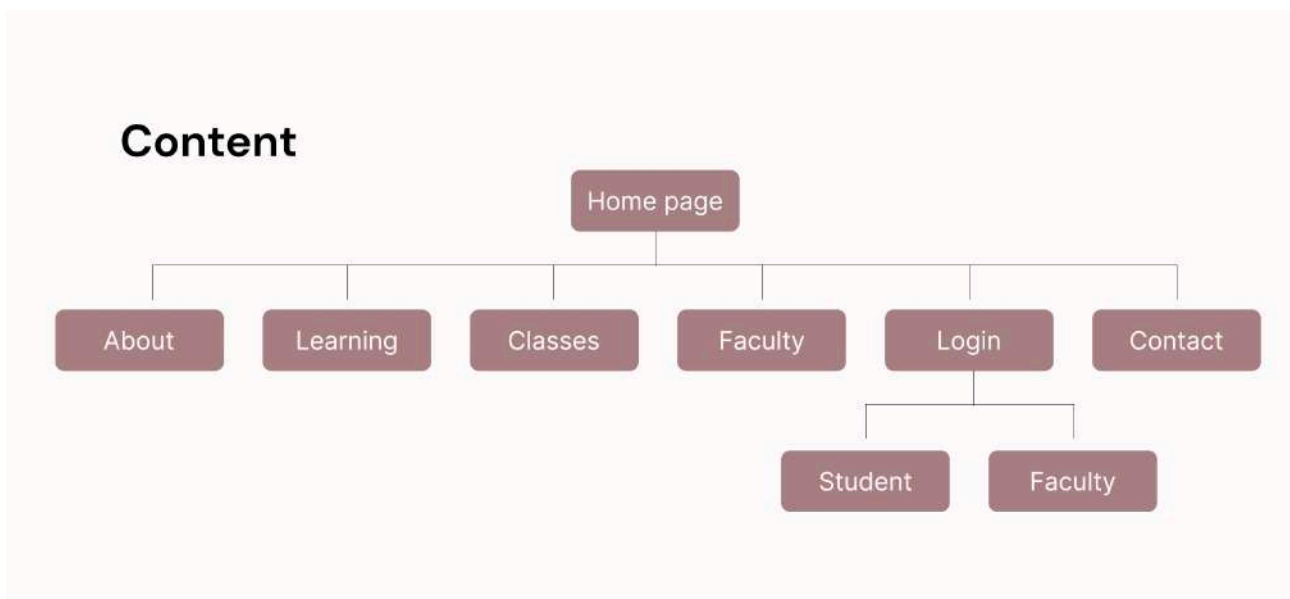 Content
Home page
About
Learning
Classes
Faculty
Login
Contact
Student
Faculty